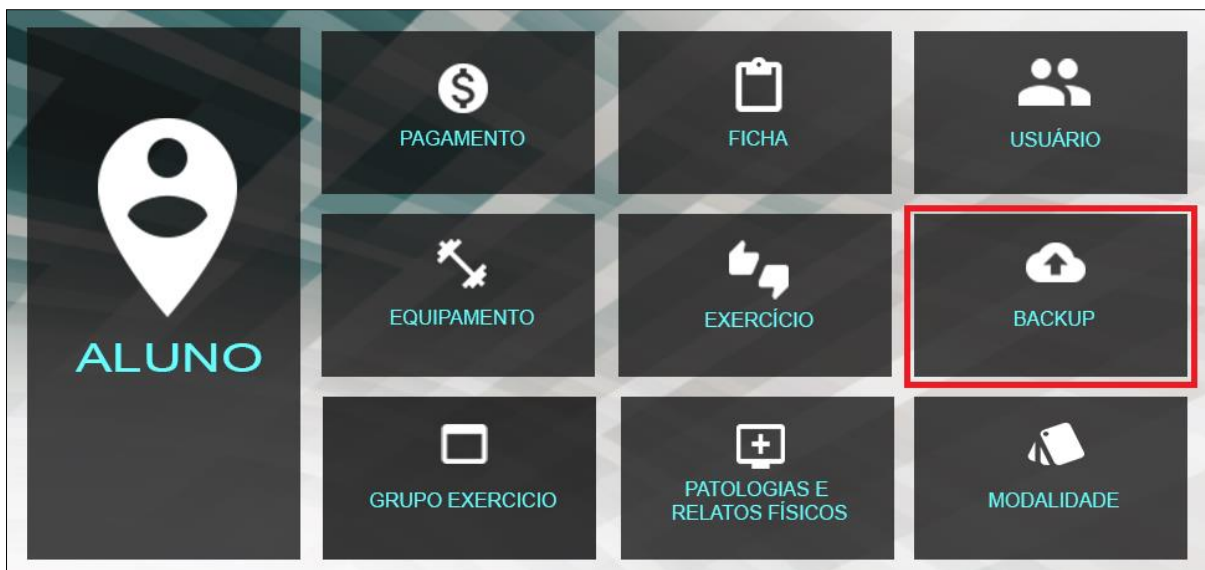 ALUNO
PAGAMENTO
FICHA
USUÁRIO
EQUIPAMENTO
EXERCÍCIO
BACKUP
GRUPO EXERCICIO
PATOLOGIAS E
RELATOS FÍSICOS
MODALIDADE